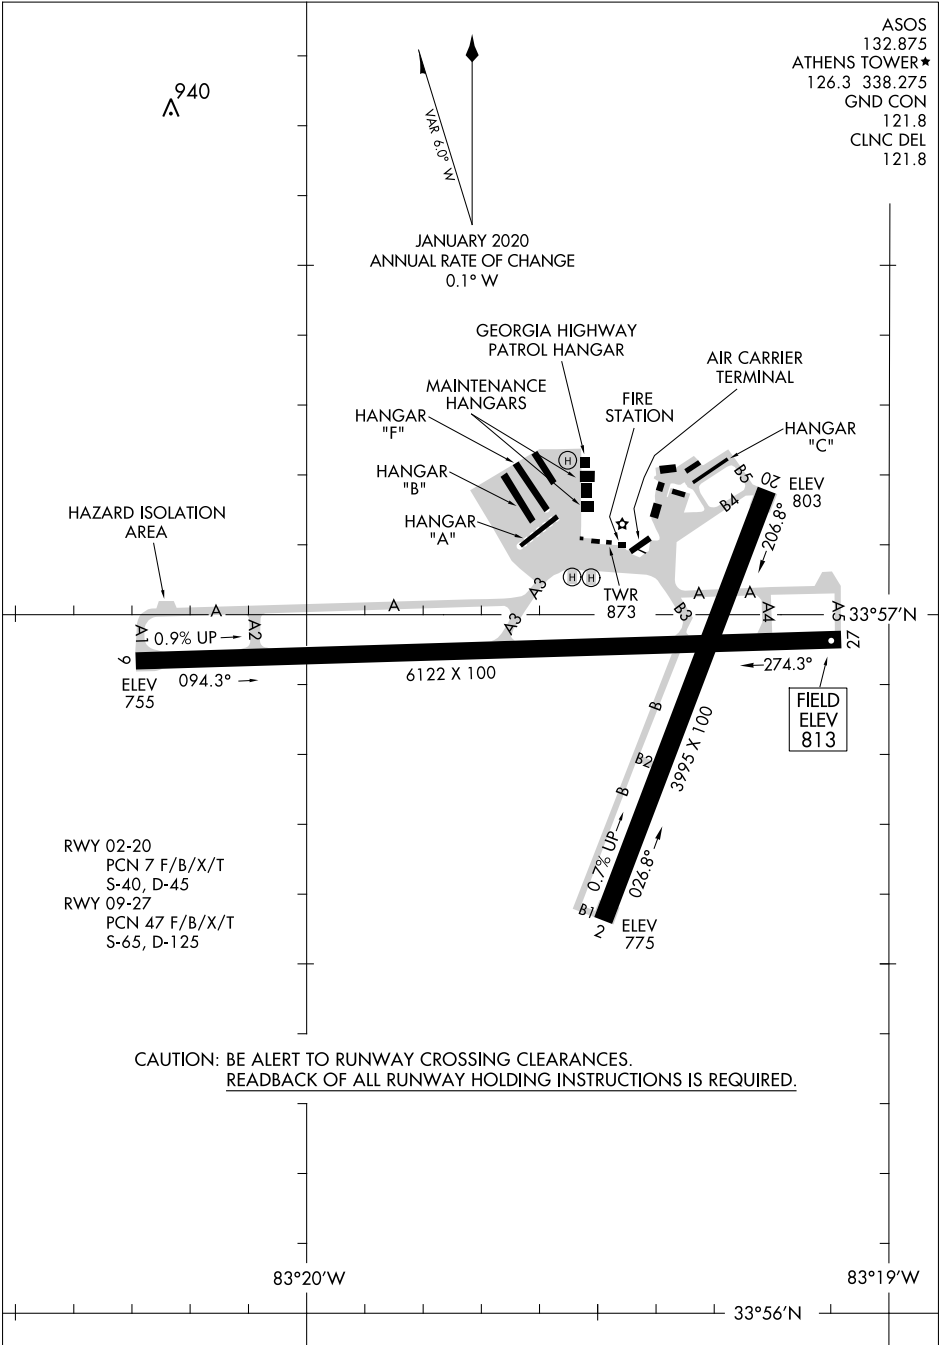 ASOS
132.875
ATHENS TOWER★
126.3 338.275
GND CON
121.8
CLNC DEL
121.8
940
VAR 6.0° W
JANUARY 2020
ANNUAL RATE OF CHANGE
0.1° W
GEORGIA HIGHWAY
PATROL HANGAR
AIR CARRIER
TERMINAL
MAINTENANCE
HANGARS
FIRE
STATION
HANGAR
"F"
HANGAR
"C"
HANGAR
"B"
HANGAR
"A"
HAZARD ISOLATION
AREA
H
H
H
B5
B4
20
ELEV
803
206.8°
TWR
873
A3
A3
A
A
A
A
A1
A2
A4
A5
B3
33°57'N
0.9% UP
9
ELEV
755
094.3°
6122 X 100
274.3°
27
FIELD
ELEV
813
B
B2
B
3995 X 100
0.7% UP
026.8°
B1
2
ELEV
775
RWY 02-20
PCN 7 F/B/X/T
S-40, D-45
RWY 09-27
PCN 47 F/B/X/T
S-65, D-125
CAUTION: BE ALERT TO RUNWAY CROSSING CLEARANCES.
READBACK OF ALL RUNWAY HOLDING INSTRUCTIONS IS REQUIRED.
83°20'W
83°19'W
33°56'N